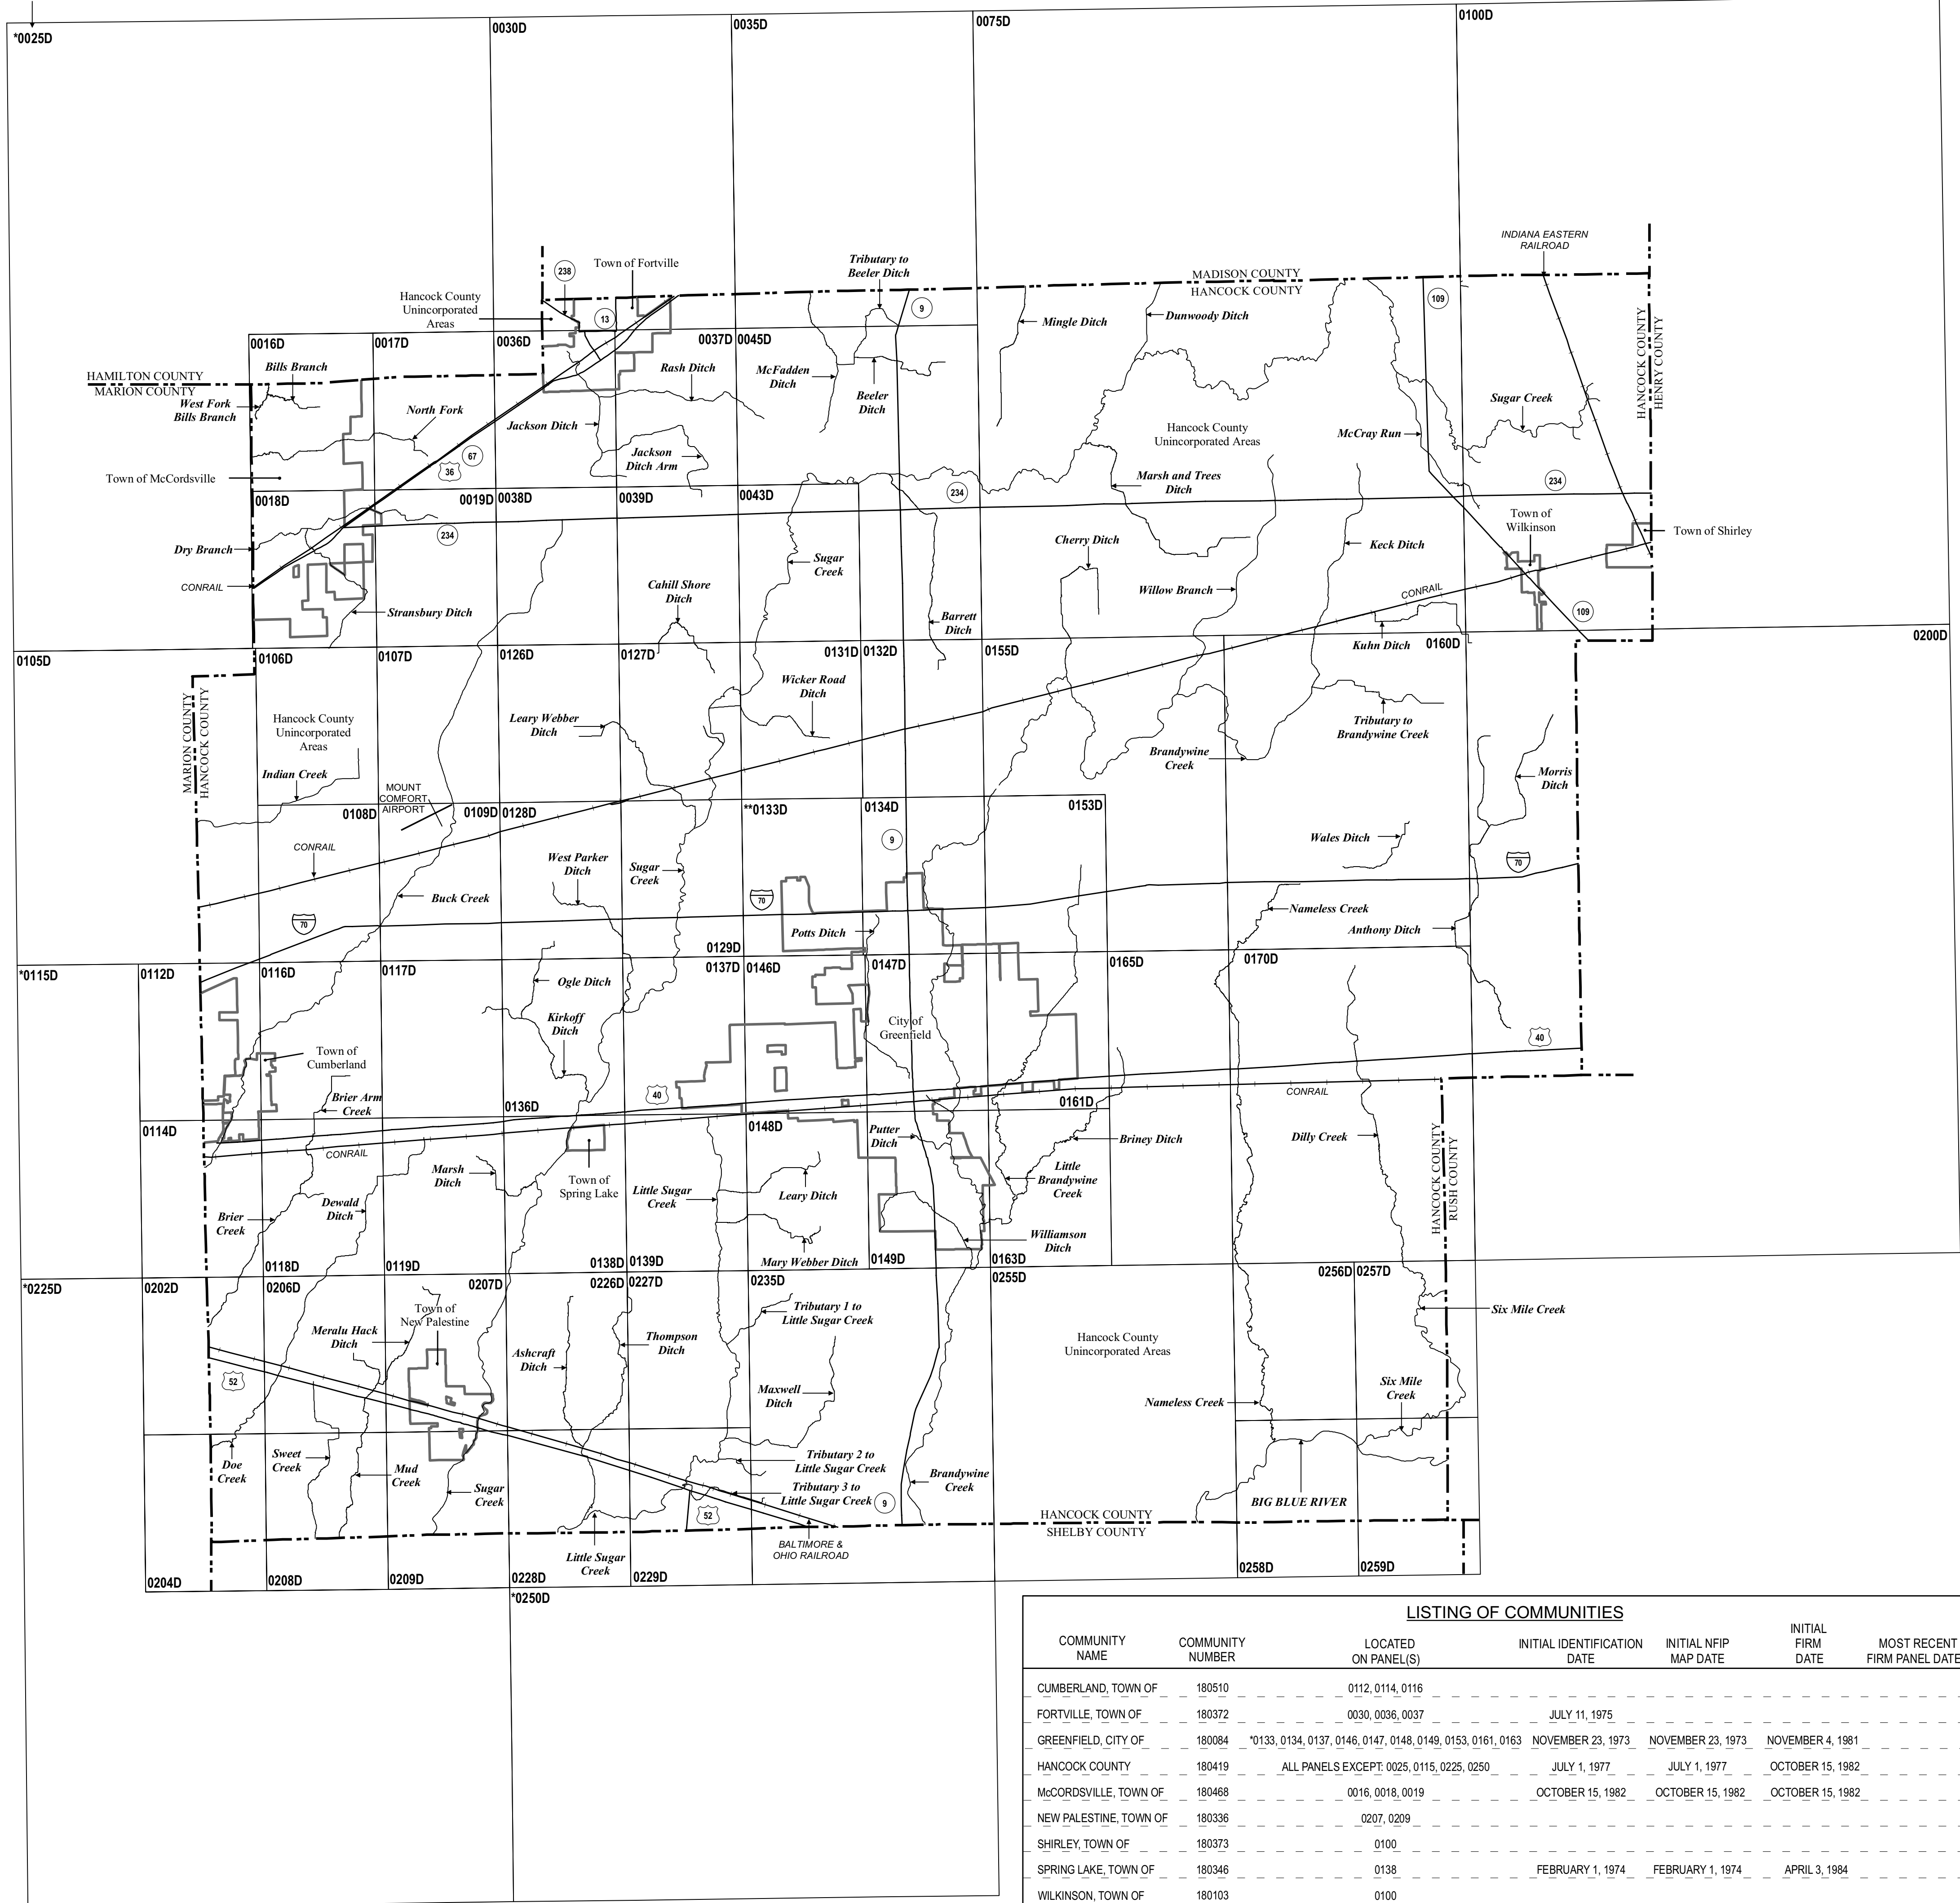 *0025D
0030D
0035D
0075D
0100D
INDIANA EASTERN
RAILROAD
238
Town of Fortville
Tributary to
Beeler Ditch
MADISON COUNTY
HANCOCK COUNTY
Hancock County
Unincorporated
Areas
13
9
109
Mingle Ditch
Dunwoody Ditch
HANCOCK COUNTY
HENRY COUNTY
0016D
0017D
0036D
0037D
0045D
Bills Branch
Rash Ditch
McFadden
Ditch
HAMILTON COUNTY
MARION COUNTY
West Fork
Bills Branch
North Fork
Beeler
Ditch
Sugar Creek
Jackson Ditch
Hancock County
Unincorporated Areas
McCray Run
67
36
Jackson
Ditch Arm
Town of McCordsville
Marsh and Trees
Ditch
234
234
0018D
0019D
0038D
0039D
0043D
Town of
Wilkinson
Town of Shirley
234
Dry Branch
Cherry Ditch
Keck Ditch
Sugar
Creek
CONRAIL
Cahill Shore
Ditch
Willow Branch
CONRAIL
Stransbury Ditch
Barrett
Ditch
109
Kuhn Ditch
0105D
0106D
0107D
0126D
0127D
0131D
0132D
0155D
0160D
0200D
Wicker Road
Ditch
MARION COUNTY
HANCOCK COUNTY
Hancock County
Unincorporated
Areas
Leary Webber
Ditch
Tributary to
Brandywine Creek
Brandywine
Creek
Indian Creek
MOUNT
COMFORT
AIRPORT
Morris
Ditch
0108D
0109D
0128D
**0133D
0134D
0153D
CONRAIL
9
Wales Ditch
West Parker
Ditch
Sugar
Creek
70
Buck Creek
70
70
Nameless Creek
Potts Ditch
Anthony Ditch
0129D
*0115D
0112D
0116D
0117D
0137D
0146D
0147D
0165D
0170D
Ogle Ditch
Kirkoff
Ditch
City of
Greenfield
40
Town of
Cumberland
40
CONRAIL
Brier Arm
Creek
0136D
0161D
0114D
0148D
Putter
Ditch
Briney Ditch
Dilly Creek
CONRAIL
HANCOCK COUNTY
RUSH COUNTY
Marsh
Ditch
Town of
Spring Lake
Little Sugar
Creek
Leary Ditch
Little
Brandywine
Creek
Dewald
Ditch
Brier
Creek
Williamson
Ditch
Mary Webber Ditch
0118D
0119D
0138D
0139D
0149D
0163D
*0225D
0202D
0206D
0207D
0226D
0227D
0235D
0255D
0256D
0257D
Town of
New Palestine
Tributary 1 to
Little Sugar Creek
Six Mile Creek
Meralu Hack
Ditch
Thompson
Ditch
Hancock County
Unincorporated Areas
Ashcraft
Ditch
52
Maxwell
Ditch
Six Mile
Creek
Nameless Creek
Doe
Creek
Sweet
Creek
Mud
Creek
Sugar
Creek
Tributary 2 to
Little Sugar Creek
Tributary 3 to
Little Sugar Creek
9
Brandywine
Creek
BIG BLUE RIVER
52
HANCOCK COUNTY
SHELBY COUNTY
Little Sugar
Creek
BALTIMORE &
OHIO RAILROAD
0204D
0208D
0209D
0228D
0229D
0258D
0259D
*0250D
LISTING OF COMMUNITIES
COMMUNITY NAME COMMUNITY NUMBER LOCATED ON PANEL(S) INITIAL IDENTIFICATION DATE INITIAL NFIP MAP DATE INITIAL FIRM DATE MOST RECENT FIRM PANEL DATE
CUMBERLAND, TOWN OF 180510 0112, 0114, 0116
FORTVILLE, TOWN OF 180372 0030, 0036, 0037 JULY 11, 1975
GREENFIELD, CITY OF 180084 *0133, 0134, 0137, 0146, 0147, 0148, 0149, 0153, 0161, 0163 NOVEMBER 23, 1973 NOVEMBER 23, 1973 NOVEMBER 4, 1981
HANCOCK COUNTY 180419 ALL PANELS EXCEPT: 0025, 0115, 0225, 0250 JULY 1, 1977 JULY 1, 1977 OCTOBER 15, 1982
McCORDSVILLE, TOWN OF 180468 0016, 0018, 0019 OCTOBER 15, 1982 OCTOBER 15, 1982 OCTOBER 15, 1982
NEW PALESTINE, TOWN OF 180336 0207, 0209
SHIRLEY, TOWN OF 180373 0100
SPRING LAKE, TOWN OF 180346 0138 FEBRUARY 1, 1974 FEBRUARY 1, 1974 APRIL 3, 1984
WILKINSON, TOWN OF 180103 0100